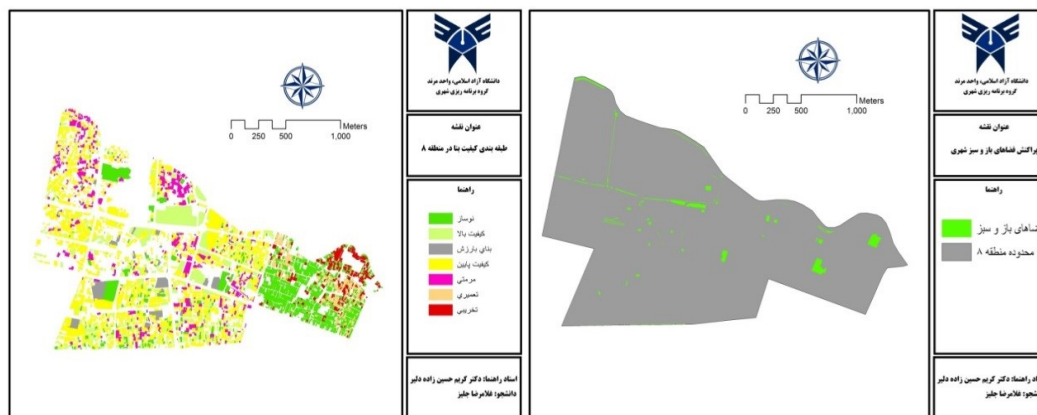 دانشگاه آزاد اسلامی، واحد مرند
گروه برنامه ریزی شهری
Meters
0 250 500 1,000
عنوان نقشه
طبقه بندی کیفیت بنا در منطقه ۸
راهنما
نوساز
کیفیت بالا
بنای باارزش
کیفیت پایین
مرمتی
تعمیری
تخریبی
استاد راهنما: دکتر کریم حسین زاده دلیر
دانشجو: غلامرضا جلیز
دانشگاه آزاد اسلامی، واحد مرند
گروه برنامه ریزی شهری
Meters
0 250 500 1,000
عنوان نقشه
پراکنش فضاهای باز و سبز شهری
راهنما
ضاهای باز و سبز
محدوده منطقه ۸
اد راهنما: دکتر کریم حسین زاده دلیر
دانشجو: غلامرضا جلیز